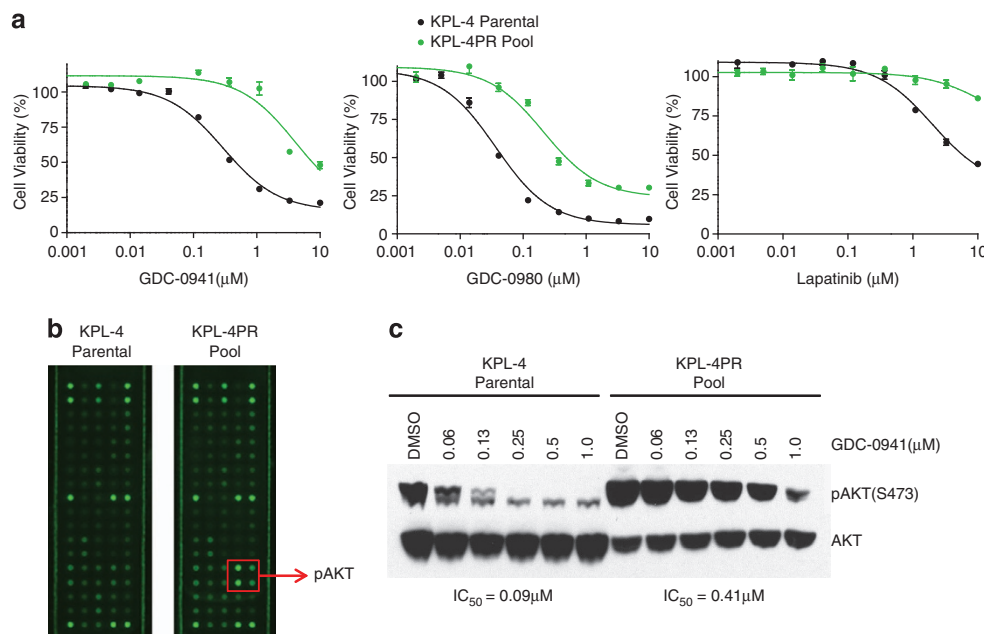 a
KPL-4 Parental
KPL-4PR Pool
Cell Viability (%)
100
75
50
25
0
0.001 0.01 0.1 1 10
GDC-0941(μM)
Cell Viability (%)
100
75
50
25
0
0.001 0.01 0.1 1 10
GDC-0980 (μM)
Cell Viability (%)
100
75
50
25
0
0.001 0.01 0.1 1 10
Lapatinib (μM)
b
KPL-4
Parental
KPL-4PR
Pool
pAKT
c
KPL-4
Parental
KPL-4PR
Pool
DMSO 0.06 0.13 0.25 0.5 1.0 DMSO 0.06 0.13 0.25 0.5 1.0 GDC-0941(μM)
pAKT(S473)
AKT
IC50 = 0.09μM
IC50 = 0.41μM